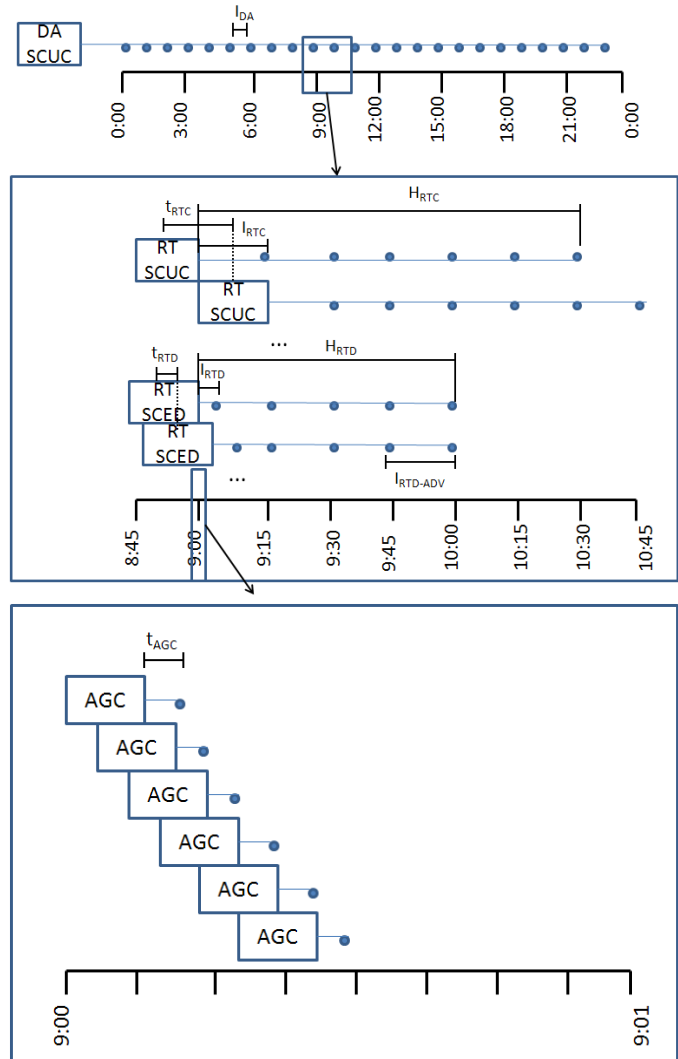 I_DA
DA
SCUC
0:00
3:00
6:00
9:00
12:00
15:00
18:00
21:00
0:00
H_RTC
t_RTC
I_RTC
RT
SCUC
RT
SCUC
...
H_RTD
t_RTD
I_RTD
RT
SCED
RT
SCED
I_RTD-ADV
...
8:45
9:00
9:15
9:30
9:45
10:00
10:15
10:30
10:45
t_AGC
AGC
AGC
AGC
AGC
AGC
AGC
9:00
9:01